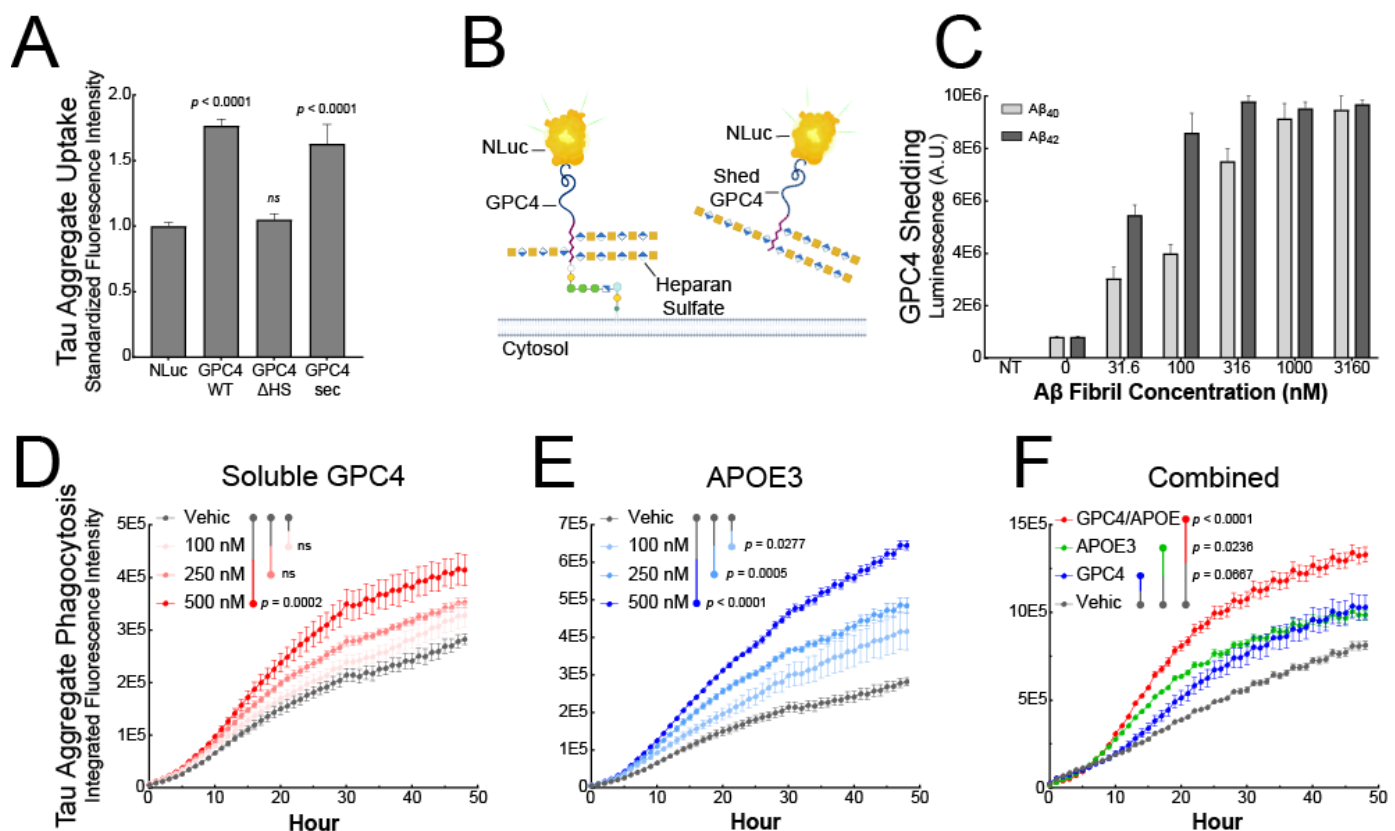 A
Tau Aggregate Uptake
Standardized Fluorescence Intensity
2.0
1.5
1.0
0.5
0
p < 0.0001
ns
p < 0.0001
NLuc
GPC4
WT
GPC4
ΔHS
GPC4
sec
B
NLuc
GPC4
Heparan
Sulfate
Cytosol
NLuc
Shed
GPC4
C
GPC4 Shedding
Luminescence (A.U.)
10E6
8E6
6E6
4E6
2E6
0
Aβ40
Aβ42
NT
0
31.6
100
316
1000
3160
Aβ Fibril Concentration (nM)
D
Soluble GPC4
Tau Aggregate Phagocytosis
Integrated Fluorescence Intensity
5E5
4E5
3E5
2E5
1E5
0
Vehic
100 nM
250 nM
500 nM
ns
ns
p = 0.0002
0
10
20
30
40
50
Hour
E
APOE3
7E5
6E5
5E5
4E5
3E5
2E5
1E5
0
Vehic
100 nM
250 nM
500 nM
p = 0.0277
p = 0.0005
p < 0.0001
0
10
20
30
40
50
Hour
F
Combined
15E5
10E5
5E5
0
GPC4/APOE
APOE3
GPC4
Vehic
p < 0.0001
p = 0.0236
p = 0.0667
0
10
20
30
40
50
Hour